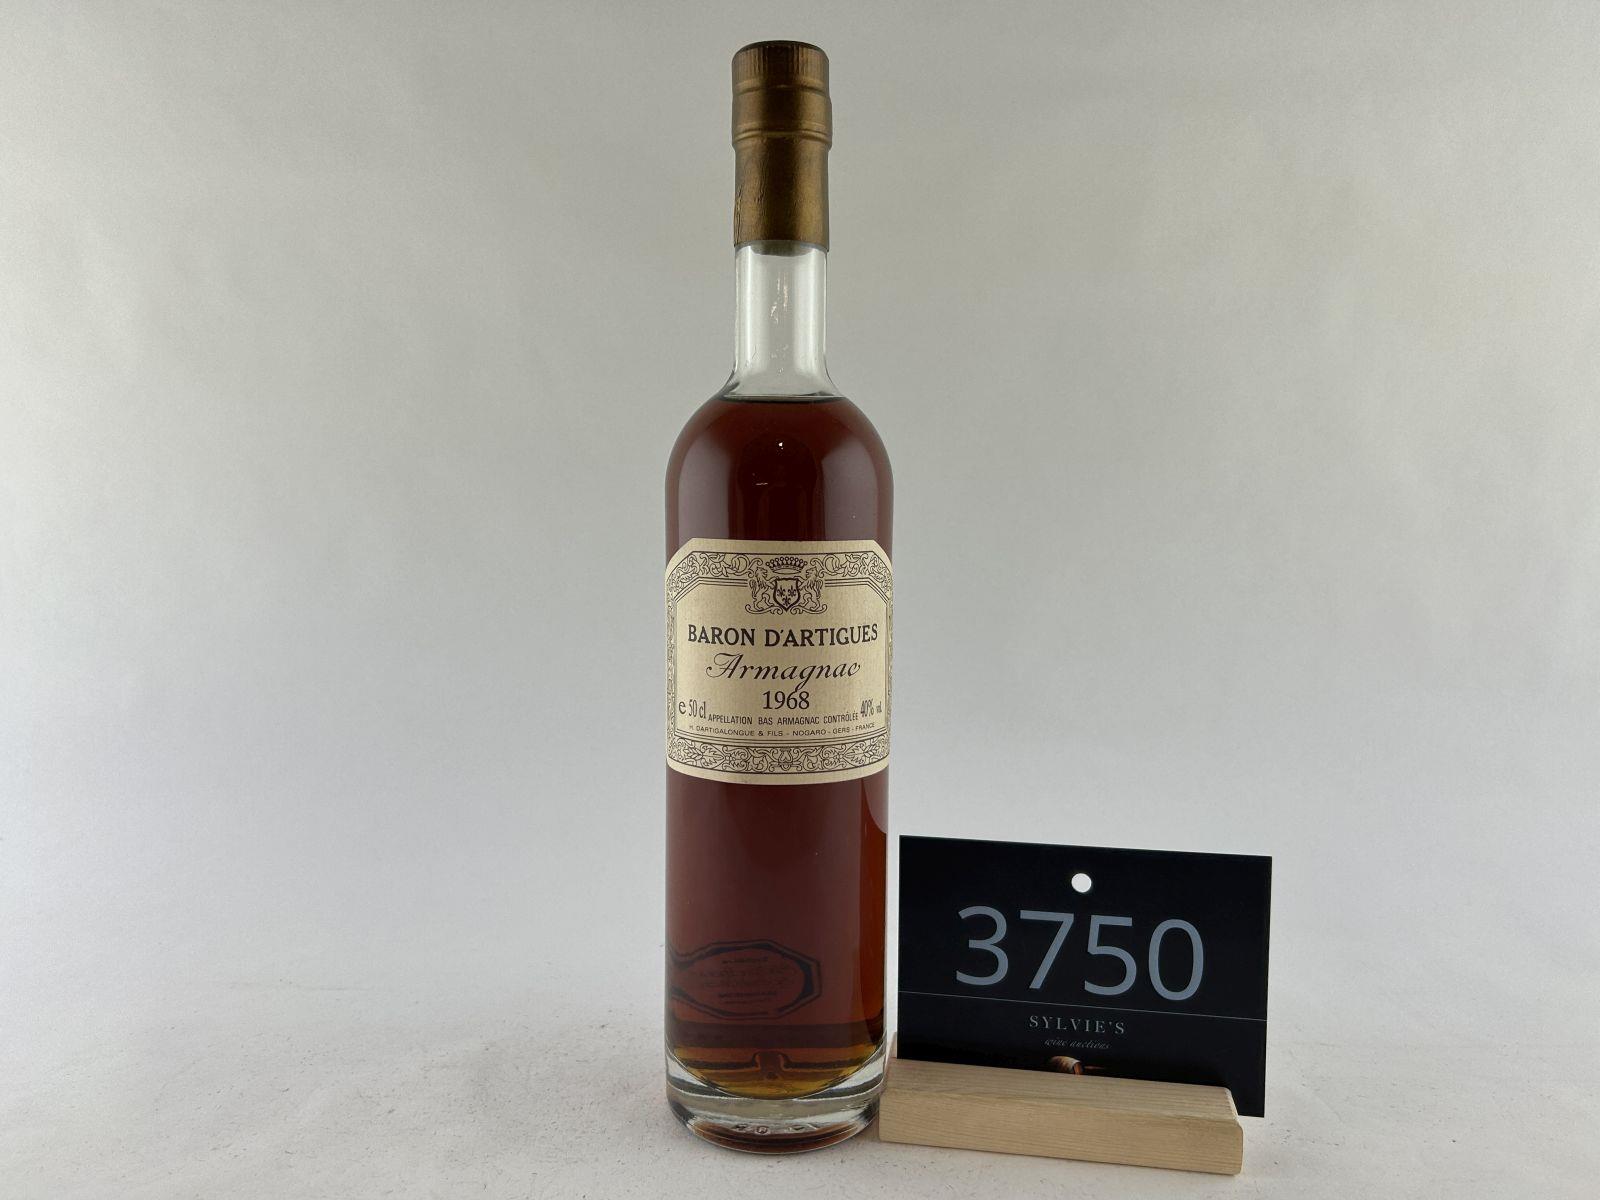 BARON D'ARTIGUES
Armagnac
1968
e 50 cl APPELLATION BAS ARMAGNAC CONTRÔLÉE 40% vol.
H. DARTIGALONGUE & FILS - NOGARO - GERS - FRANCE
3750
SYLVIE'S
wine auctions